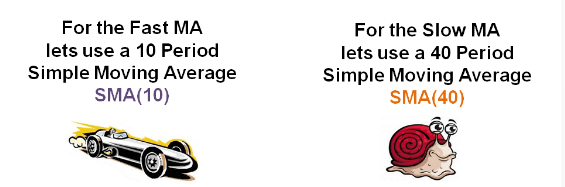 For the Fast MA
lets use a 10 Period
Simple Moving Average
SMA(10)
For the Slow MA
lets use a 40 Period
Simple Moving Average
SMA(40)